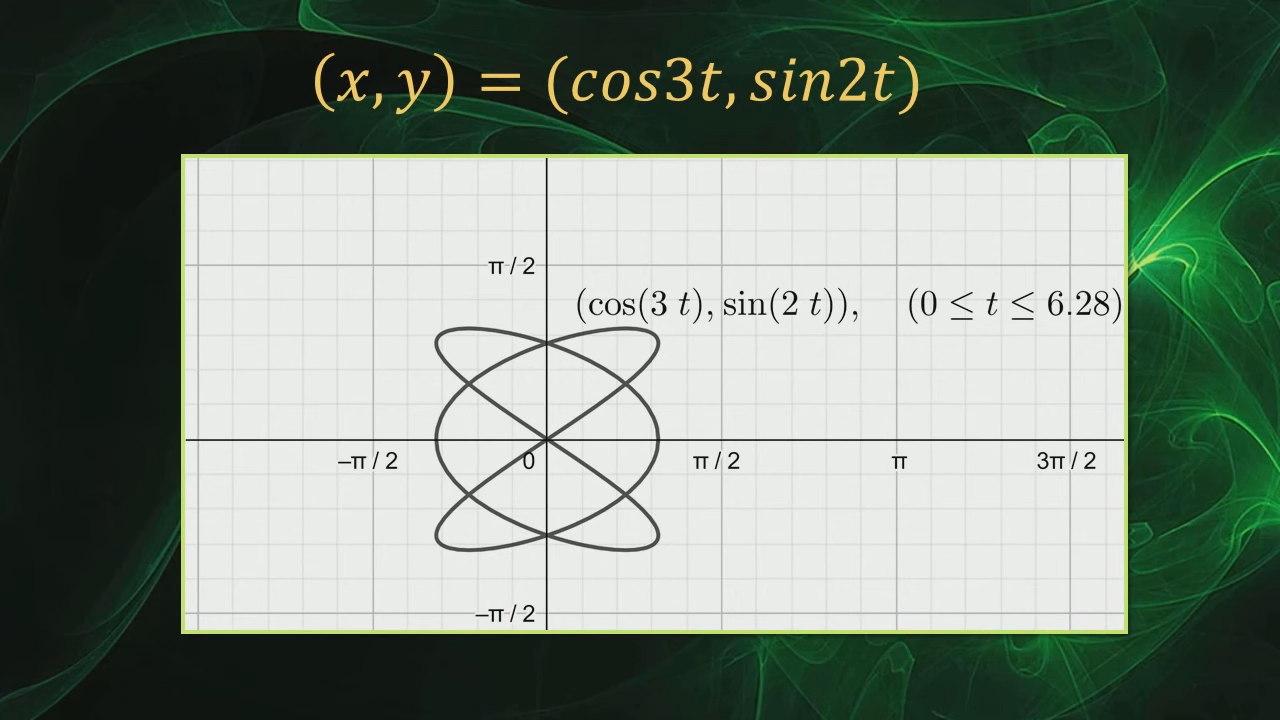 (x, y) = (cos3t, sin2t)
π / 2
(cos(3 t), sin(2 t)), (0 ≤ t ≤ 6.28)
–π / 2 0 π / 2 π 3π / 2
–π / 2